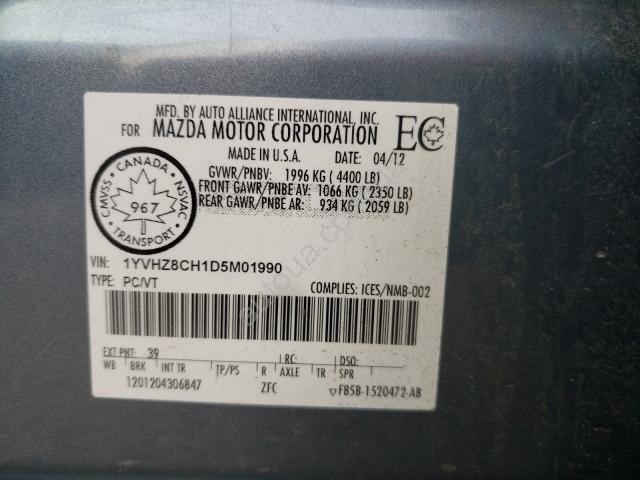 MFD. BY AUTO ALLIANCE INTERNATIONAL, INC.
FOR MAZDA MOTOR CORPORATION
EC
MADE IN U.S.A. DATE: 04/12
GVWR/PNBV: 1996 KG ( 4400 LB)
FRONT GAWR/PNBE AV: 1066 KG ( 2350 LB)
REAR GAWR/PNBE AR: 934 KG ( 2059 LB)
CANADA
CMVSS
NSVAC
967
TRANSPORT
VIN: 1YVHZ8CH1D5M01990
TYPE: PC/VT COMPLIES: ICES/NMB-002
EXT PNT: 39 RC: DSO:
WB BRK INT TR TP/PS R AXLE TR SPR
1201204306847 ZFC ▽FB5B-1520472-AB